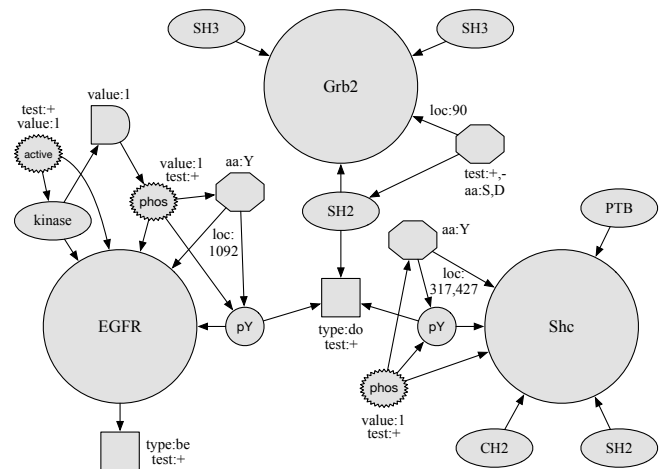 SH3
SH3
Grb2
value:1
test:+
value:1
active
loc:90
value:1
test:+
aa:Y
phos
test:+,-
aa:S,D
kinase
SH2
PTB
aa:Y
loc:
1092
loc:
317,427
EGFR
pY
pY
Shc
type:do
test:+
phos
value:1
test:+
type:be
test:+
CH2
SH2